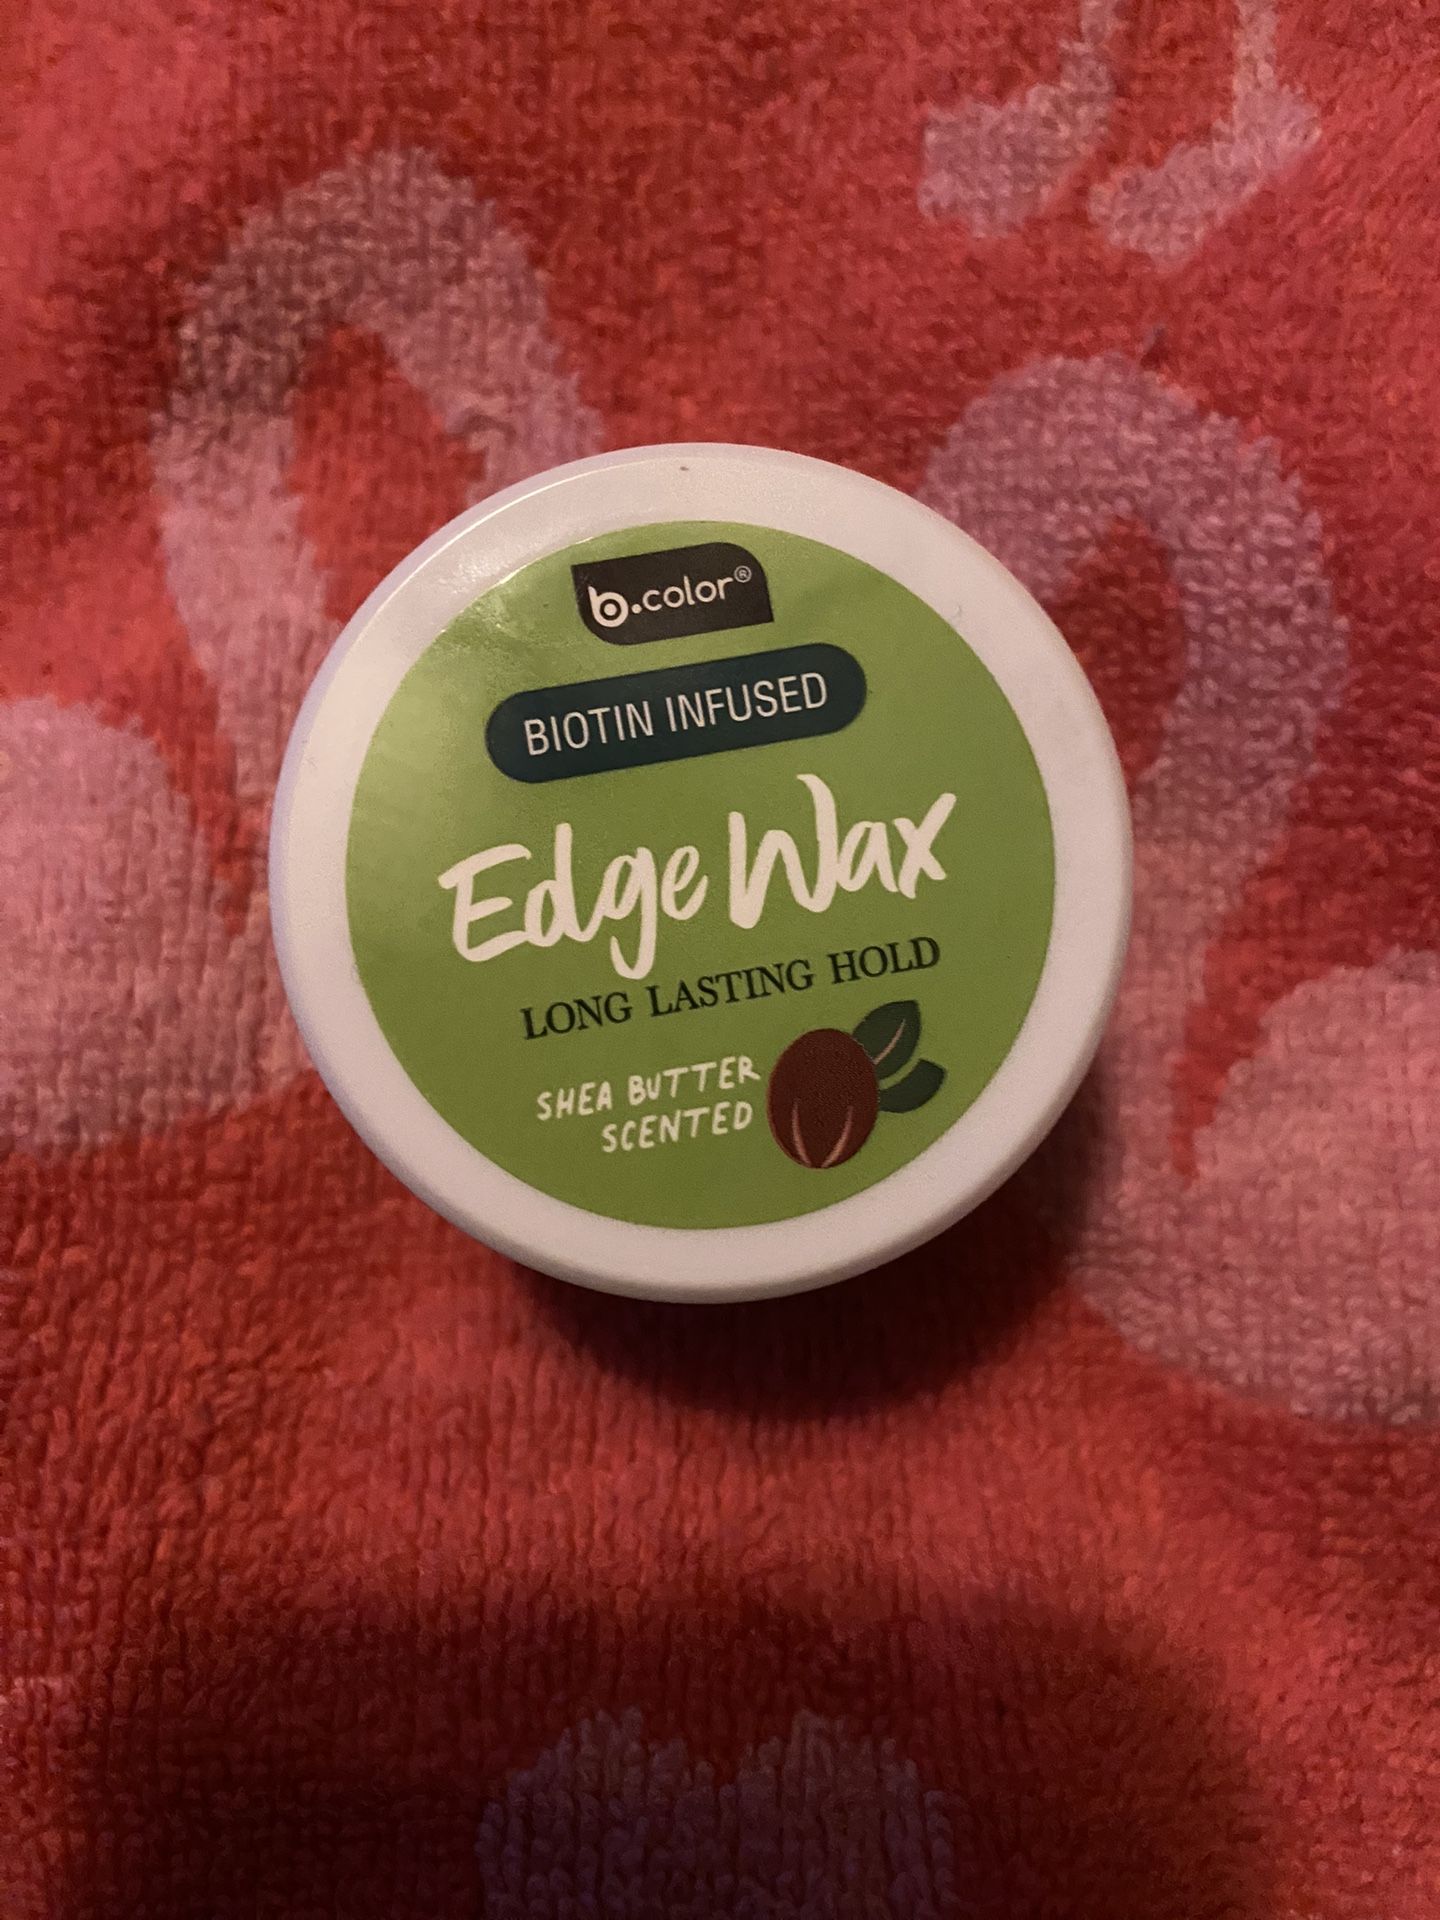 b.color®
BIOTIN INFUSED
Edge Wax
LONG LASTING HOLD
SHEA BUTTER
SCENTED